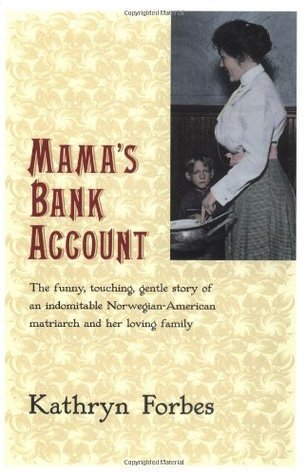 MAMA'S
BANK
ACCOUNT
The funny, touching, gentle story of
an indomitable Norwegian-American
matriarch and her loving family
Kathryn Forbes